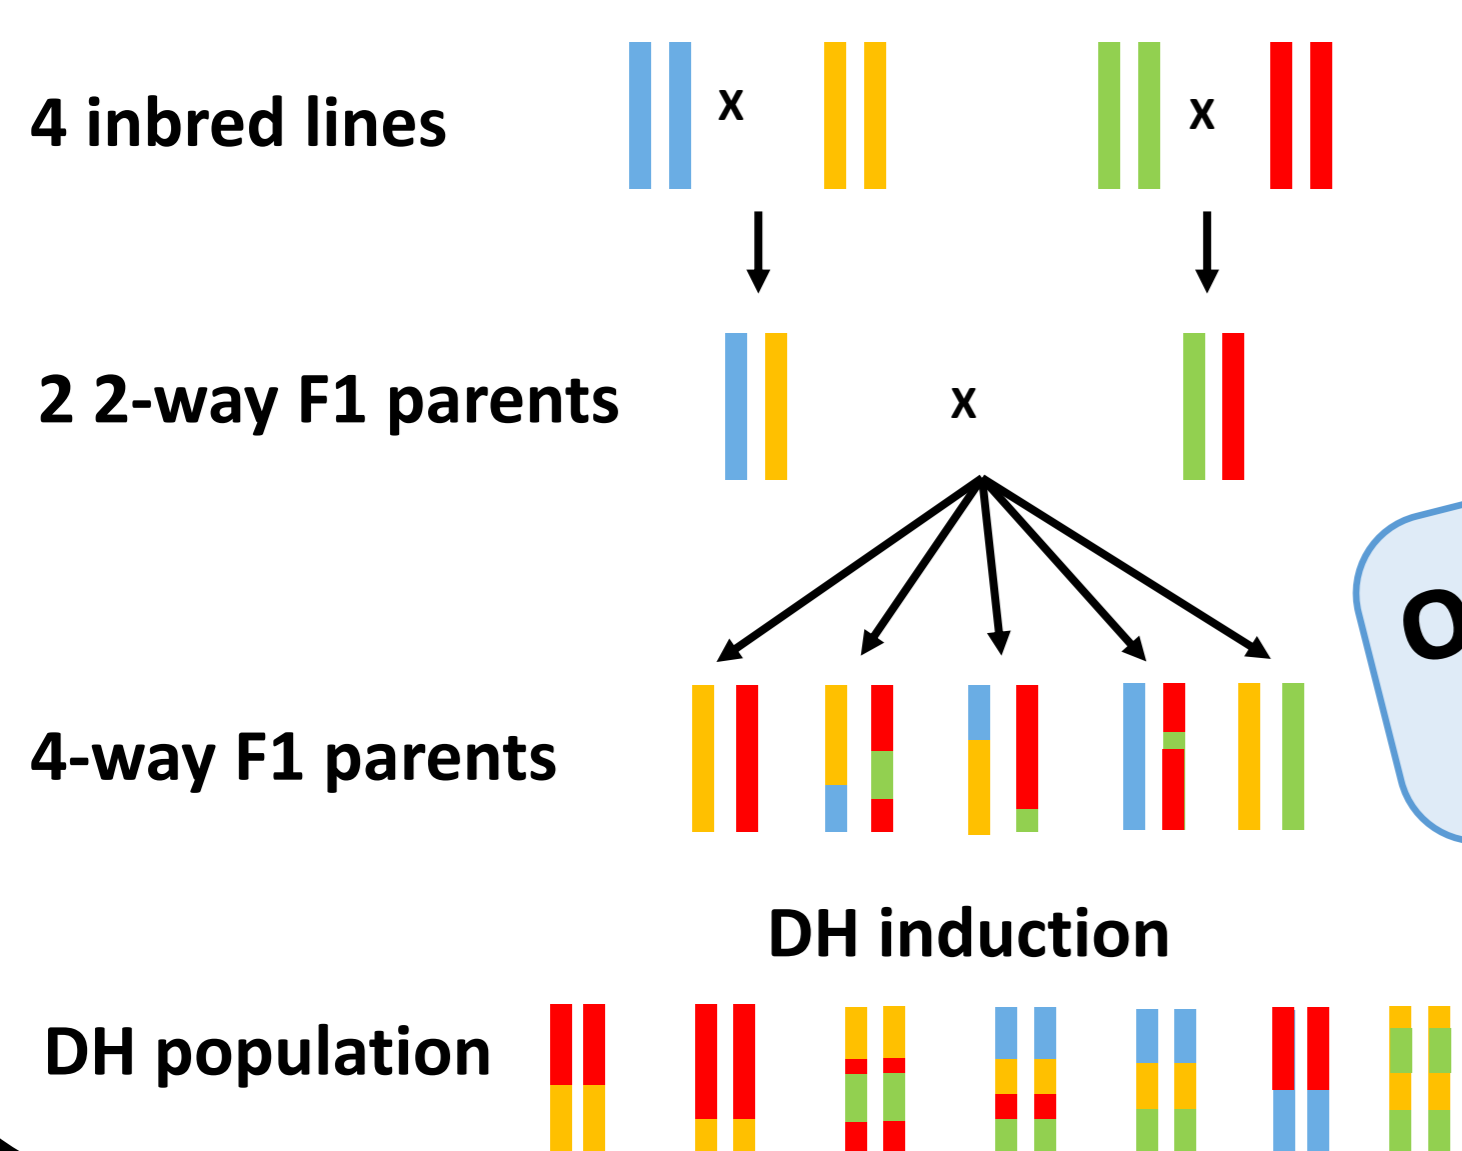 4 inbred lines
X
X
2 2-way F1 parents
X
4-way F1 parents
O
DH induction
DH population